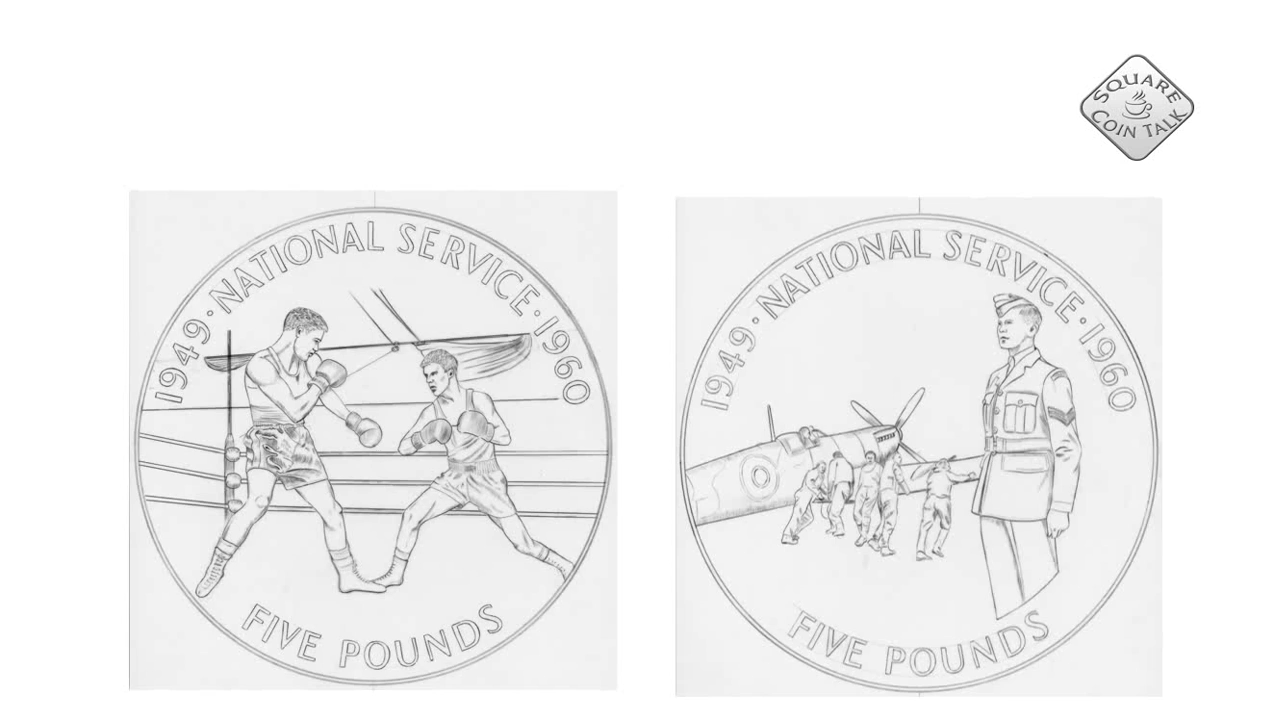 SQUARE
COIN TALK
1949 · NATIONAL SERVICE · 1960
FIVE POUNDS
1949 · NATIONAL SERVICE · 1960
FIVE POUNDS